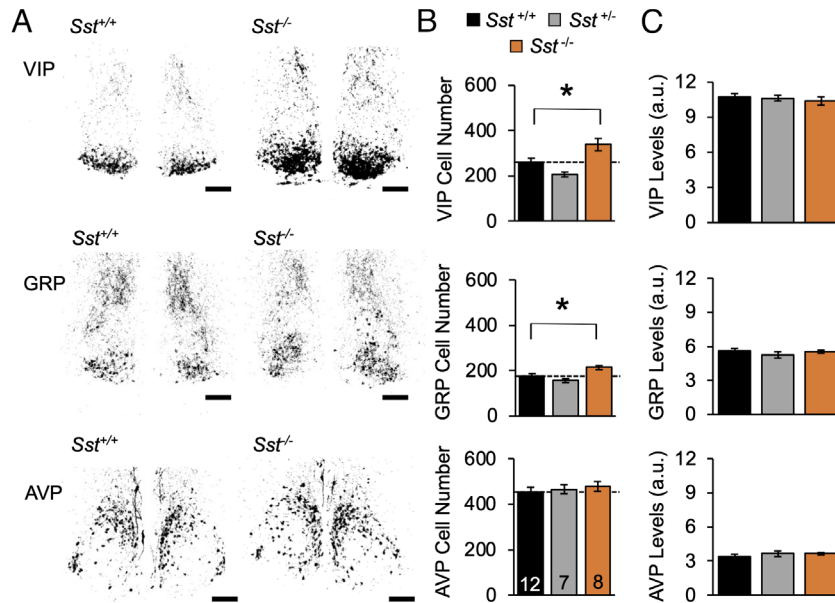 A
Sst+/+
Sst-/-
VIP
Sst+/+
Sst-/-
GRP
Sst+/+
Sst-/-
AVP
B
Sst+/+
Sst+/-
Sst-/-
VIP Cell Number
600
400
200
0
*
GRP Cell Number
600
400
200
0
*
AVP Cell Number
600
400
200
0
12
7
8
C
VIP Levels (a.u.)
12
9
6
3
0
GRP Levels (a.u.)
12
9
6
3
0
AVP Levels (a.u.)
12
9
6
3
0